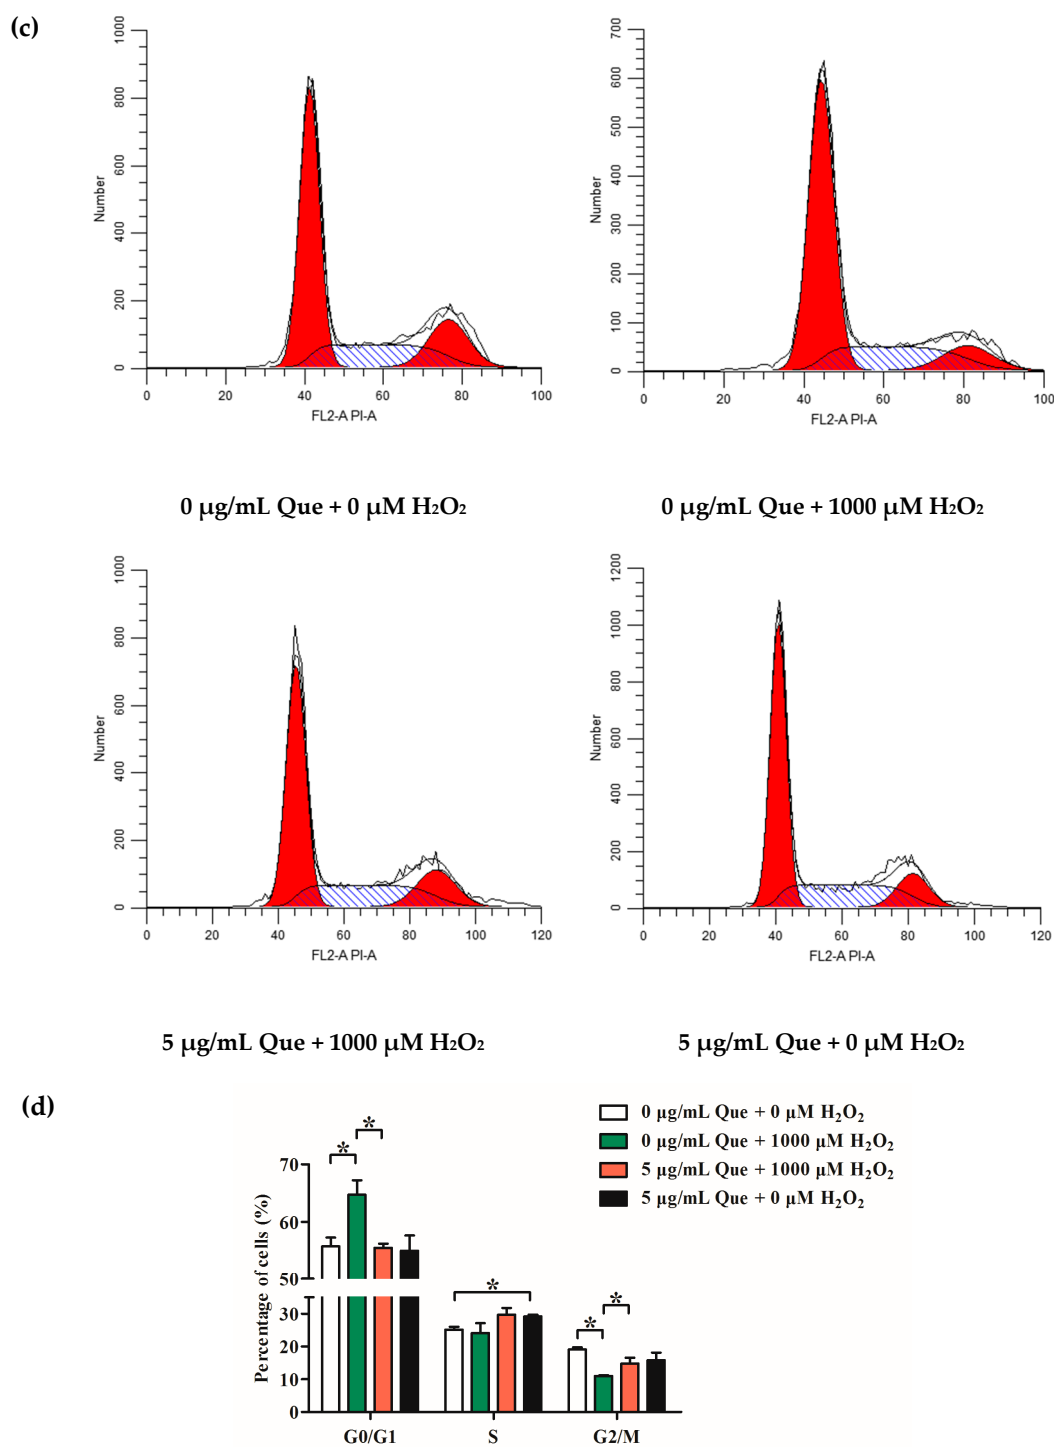 (c)
1000
800
600
400
200
0
Number
0 20 40 60 80 100
FL2-A PI-A
700
600
500
400
300
200
100
0
Number
0 20 40 60 80 100
FL2-A PI-A
0 µg/mL Que + 0 µM H₂O₂
0 µg/mL Que + 1000 µM H₂O₂
1000
800
600
400
200
0
Number
0 20 40 60 80 100 120
FL2-A PI-A
1200
1000
800
600
400
200
0
Number
0 20 40 60 80 100 120
FL2-A PI-A
5 µg/mL Que + 1000 µM H₂O₂
5 µg/mL Que + 0 µM H₂O₂
(d)
0 µg/mL Que + 0 µM H₂O₂
0 µg/mL Que + 1000 µM H₂O₂
5 µg/mL Que + 1000 µM H₂O₂
5 µg/mL Que + 0 µM H₂O₂
Percentage of cells (%)
70
60
50
30
20
10
0
* *
*
* *
G0/G1 S G2/M